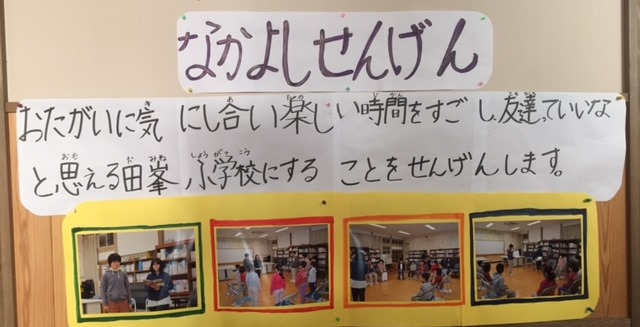 なかよしせんげん
おたがいに気にし合い楽しい時間をすごし、友達っていいな
と思える田峯小学校にすることをせんげんします。